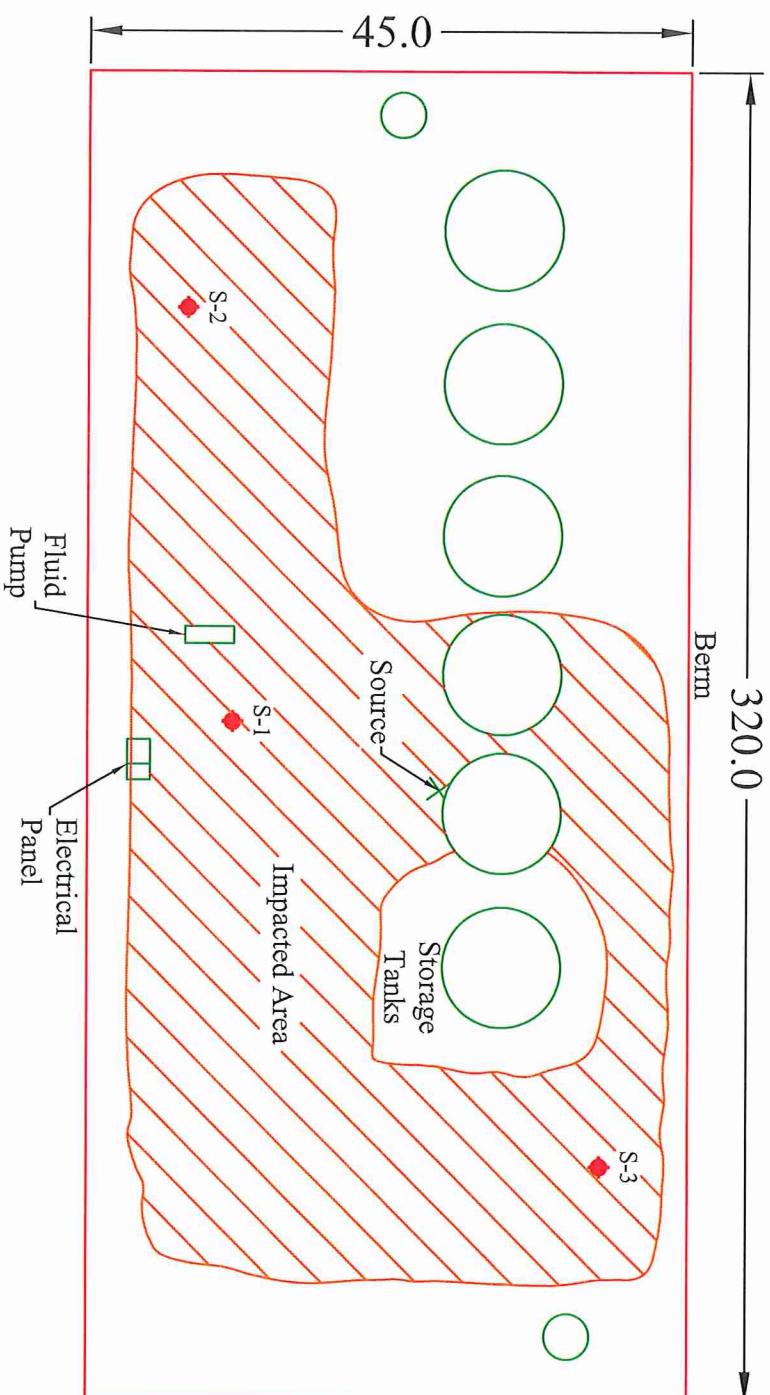 45.0
320.0
Berm
S-2
Fluid
Pump
S-1
Source
Electrical
Panel
Impacted Area
Storage
Tanks
S-3